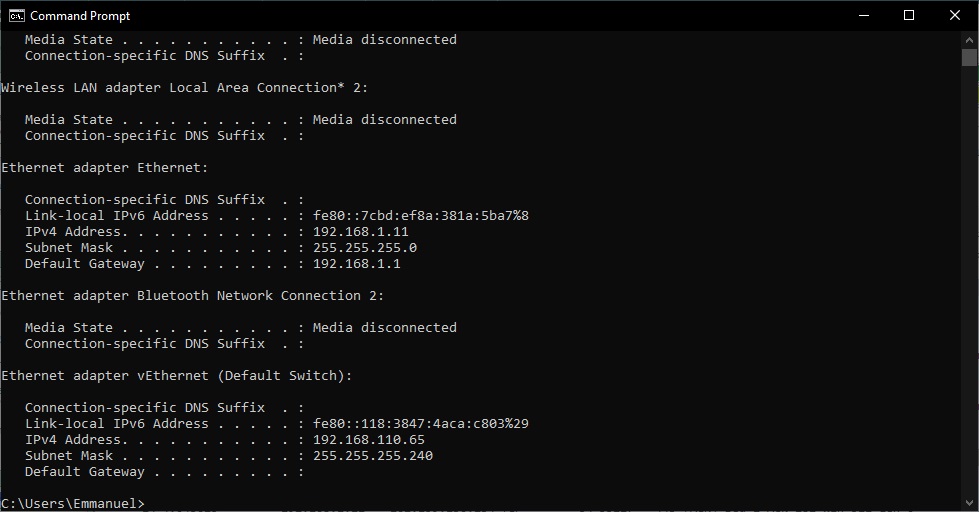 Command Prompt
Media State . . . . . . . . . . . : Media disconnected
Connection-specific DNS Suffix  . :
Wireless LAN adapter Local Area Connection* 2:
Media State . . . . . . . . . . . : Media disconnected
Connection-specific DNS Suffix  . :
Ethernet adapter Ethernet:
Connection-specific DNS Suffix  . :
Link-local IPv6 Address . . . . . : fe80::7cbd:ef8a:381a:5ba7%8
IPv4 Address. . . . . . . . . . . : 192.168.1.11
Subnet Mask . . . . . . . . . . . : 255.255.255.0
Default Gateway . . . . . . . . . : 192.168.1.1
Ethernet adapter Bluetooth Network Connection 2:
Media State . . . . . . . . . . . : Media disconnected
Connection-specific DNS Suffix  . :
Ethernet adapter vEthernet (Default Switch):
Connection-specific DNS Suffix  . :
Link-local IPv6 Address . . . . . : fe80::118:3847:4aca:c803%29
IPv4 Address. . . . . . . . . . . : 192.168.110.65
Subnet Mask . . . . . . . . . . . : 255.255.255.240
Default Gateway . . . . . . . . . :
C:\Users\Emmanuel>